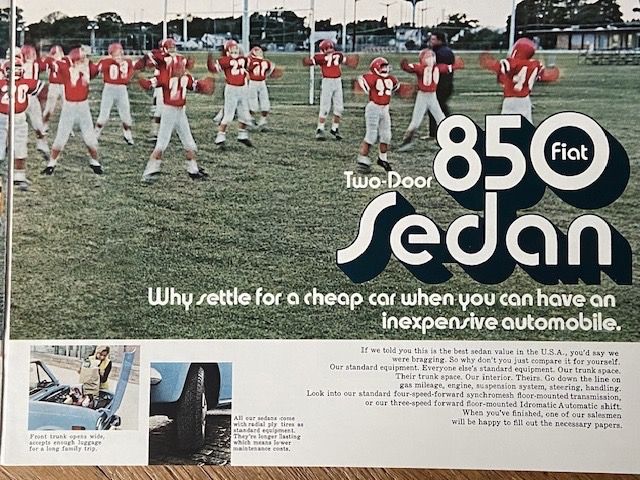 Two-Door
850
Fiat
Sedan
Why settle for a cheap car when you can have an
inexpensive automobile.
If we told you this is the best sedan value in the U.S.A., you'd say we
were bragging. So why don't you just compare it for yourself.
Our standard equipment. Everyone else's standard equipment. Our trunk space.
Their trunk space. Our interior. Theirs. Go down the line on
gas mileage, engine, suspension system, steering, handling.
Look into our standard four-speed-forward synchromesh floor-mounted transmission,
or our three-speed-forward floor-mounted Idromatic Automatic shift.
When you've finished, one of our salesmen
will be happy to fill out the necessary papers.
Front trunk opens wide,
accepts enough luggage
for a long family trip.
All our sedans come
with radial ply tires as
standard equipment.
They're longer lasting
which means lower
maintenance costs.